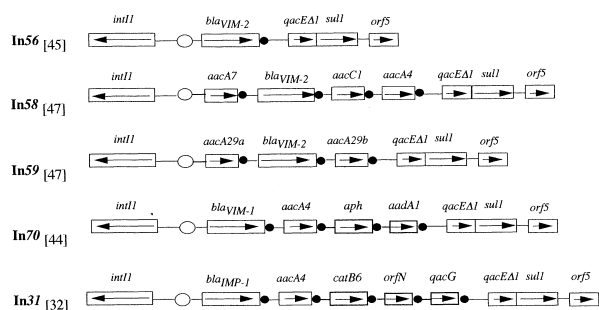 intI1 blaVIM-2 qacEΔ1 sul1 orf5
In56 [45]
intI1 aacA7 blaVIM-2 aacC1 aacA4 qacEΔ1 sul1 orf5
In58 [47]
intI1 aacA29a blaVIM-2 aacA29b qacEΔ1 sul1 orf5
In59 [47]
intI1 blaVIM-1 aacA4 aph aadA1 qacEΔ1 sul1 orf5
In70 [44]
intI1 blaIMP-1 aacA4 catB6 orfN qacG qacEΔ1 sul1 orf5
In31 [32]